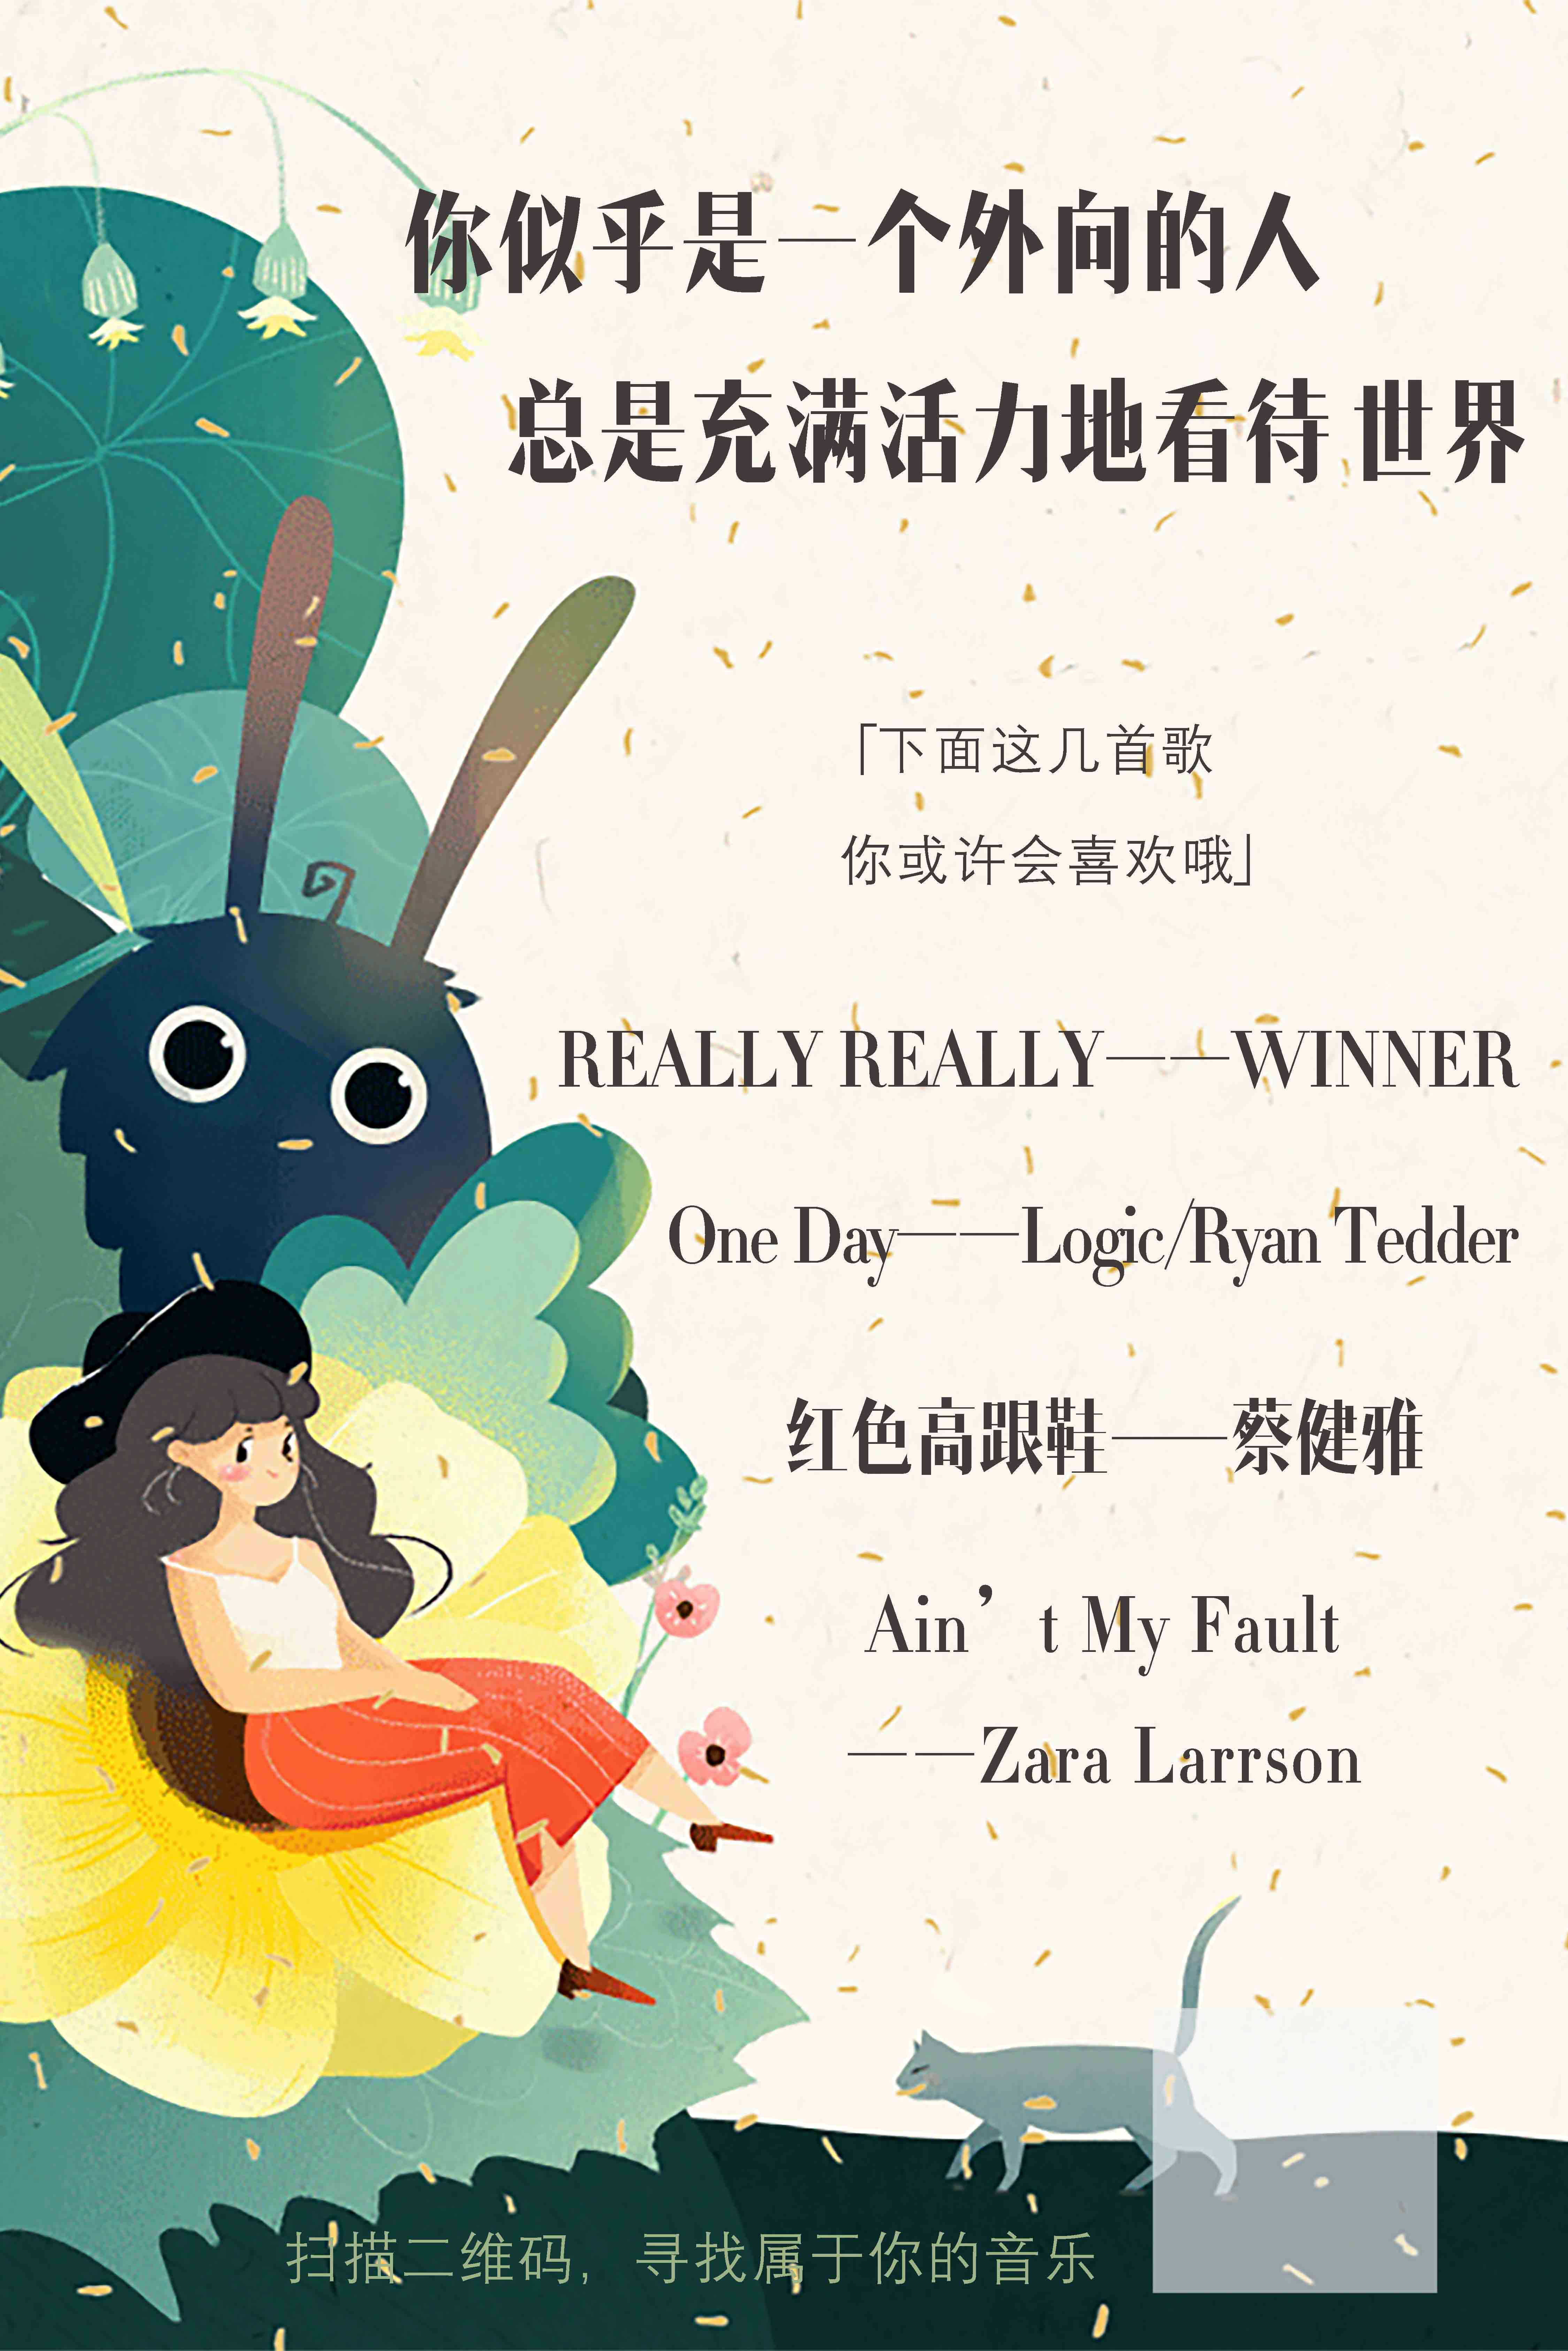 你似乎是一个外向的人
总是充满活力地看待世界
「下面这几首歌
你或许会喜欢哦」
REALLY REALLY——WINNER
One Day——Logic/Ryan Tedder
红色高跟鞋——蔡健雅
Ain’t My Fault
——Zara Larrson
扫描二维码，寻找属于你的音乐